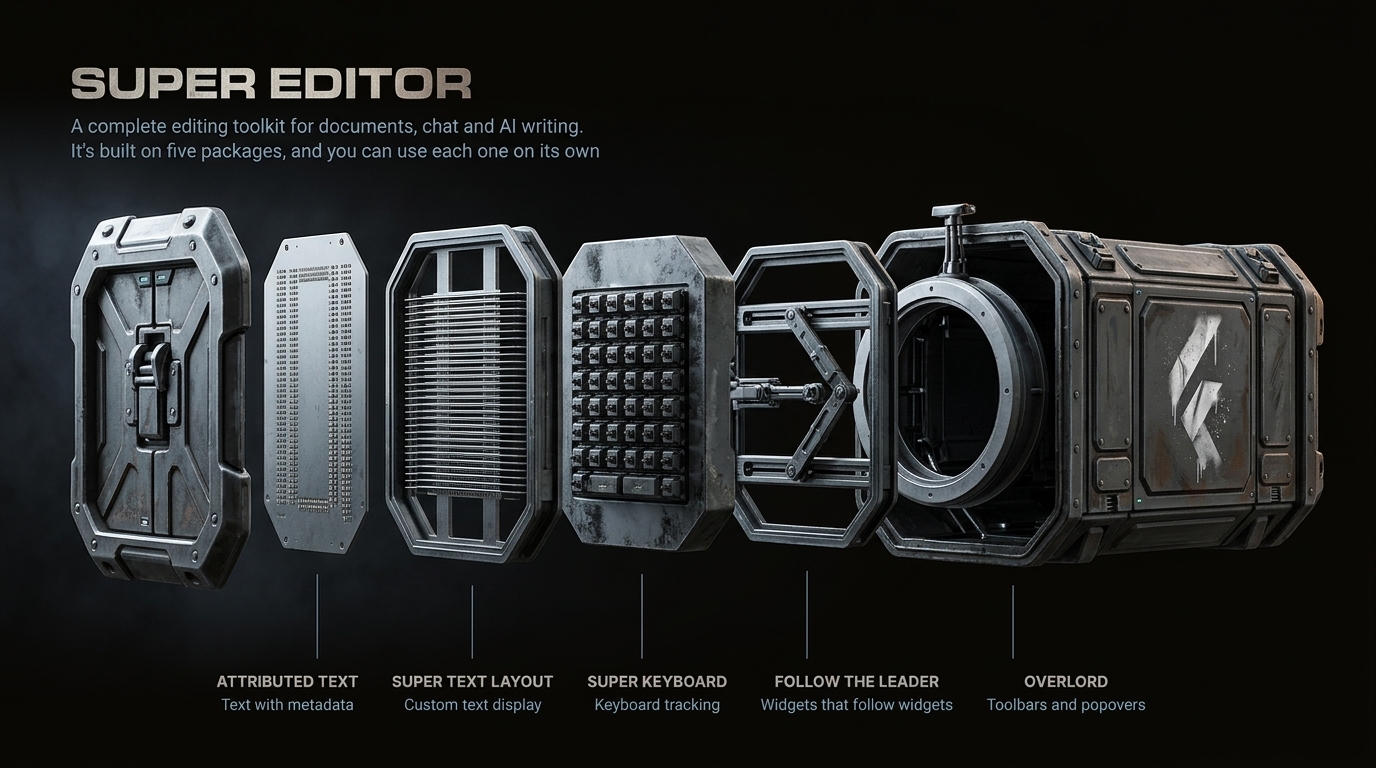 SUPER EDITOR
A complete editing toolkit for documents, chat and AI writing.
It's built on five packages, and you can use each one on its own
ATTRIBUTED TEXT
Text with metadata
SUPER TEXT LAYOUT
Custom text display
SUPER KEYBOARD
Keyboard tracking
FOLLOW THE LEADER
Widgets that follow widgets
OVERLORD
Toolbars and popovers